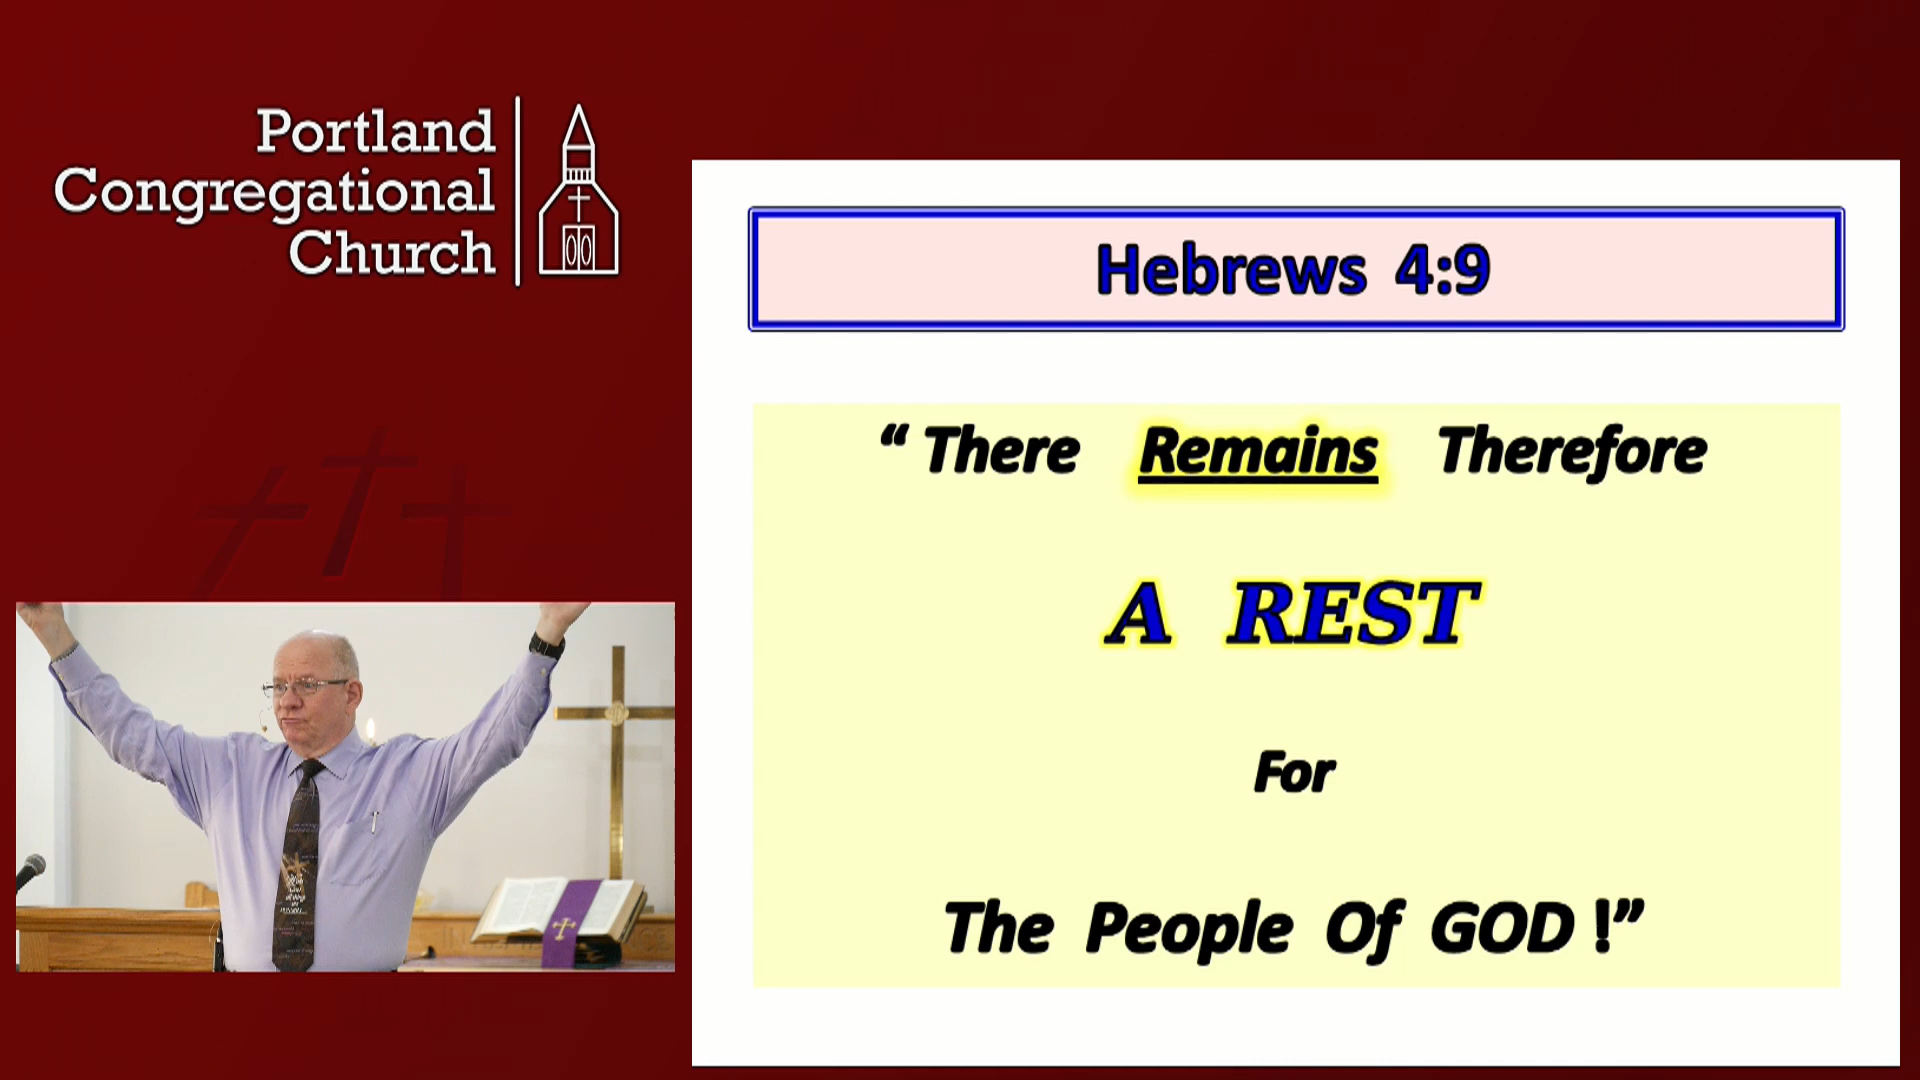 Portland
Congregational
Church
Hebrews 4:9
“ There Remains Therefore
A REST
For
The People Of GOD !”